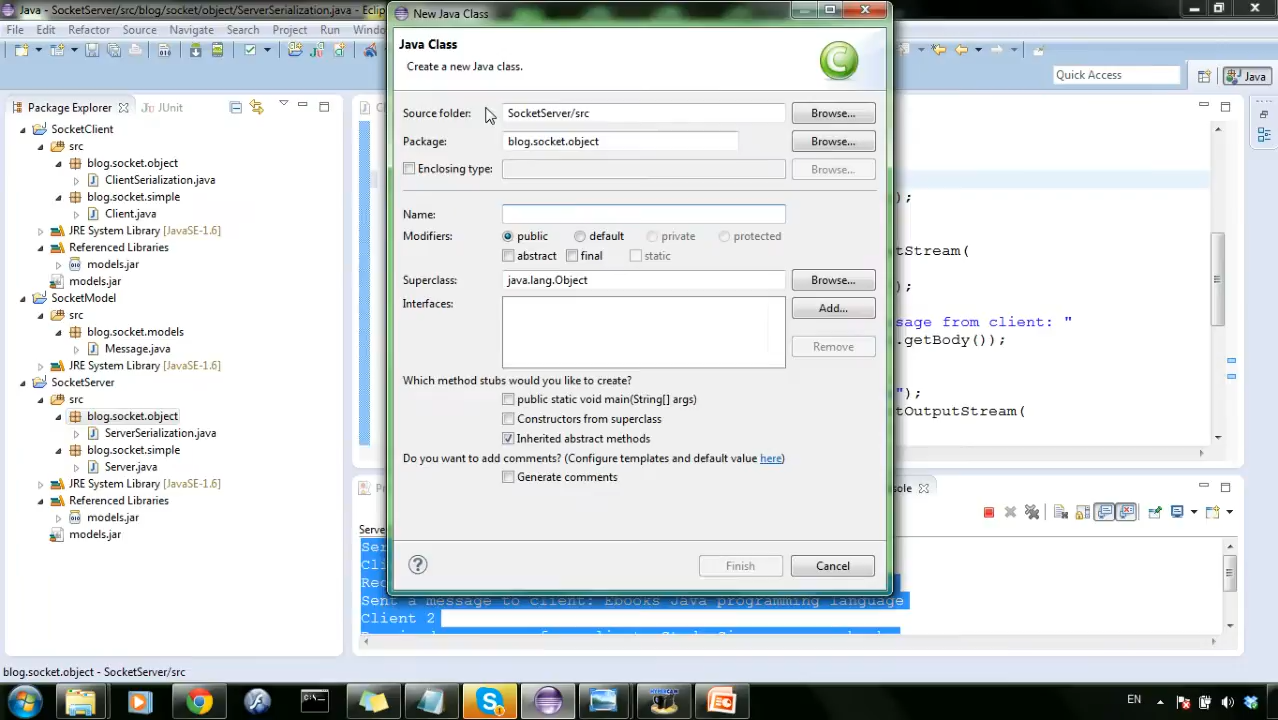 Java - SocketServer/src/blog/socket/object/ServerSerialization.java - Eclip
File Edit Refactor Source Navigate Search Project Run Windo
Quick Access
Java
Package Explorer
JUnit
SocketClient
src
blog.socket.object
ClientSerialization.java
blog.socket.simple
Client.java
JRE System Library [JavaSE-1.6]
Referenced Libraries
models.jar
models.jar
SocketModel
src
blog.socket.models
Message.java
JRE System Library [JavaSE-1.6]
SocketServer
src
blog.socket.object
ServerSerialization.java
blog.socket.simple
Server.java
JRE System Library [JavaSE-1.6]
Referenced Libraries
models.jar
models.jar
New Java Class
Java Class
Create a new Java class.
C
Source folder: SocketServer/src Browse...
Package: blog.socket.object Browse...
Enclosing type: Browse...
Name:
Modifiers: public default private protected
abstract final static
Superclass: java.lang.Object Browse...
Interfaces: Add...
Remove
Which method stubs would you like to create?
public static void main(String[] args)
Constructors from superclass
Inherited abstract methods
Do you want to add comments? (Configure templates and default value here)
Generate comments
? Finish Cancel
);
tStream(
);
sage from client: "
.getBody());
");
tOutputStream(
sole
Serve
Ser
Cli
Rec
Sent a message to client: Ebooks Java programming language
Client 2
blog.socket.object - SocketServer/src
EN